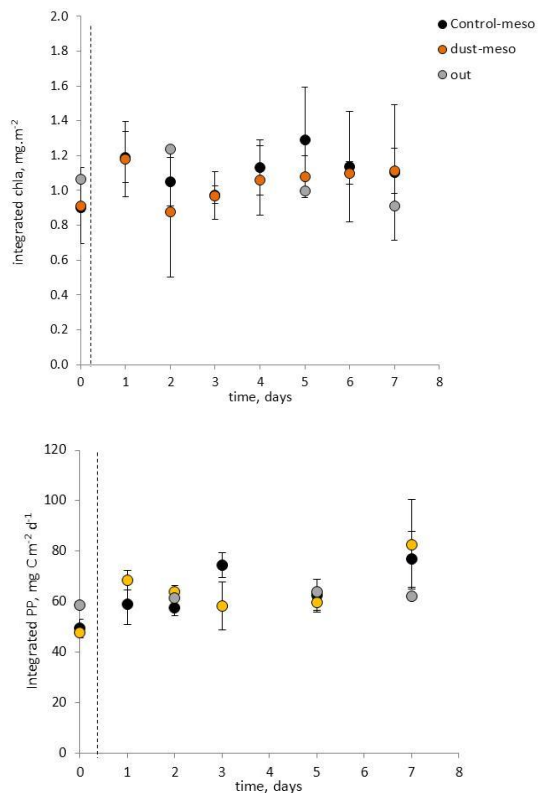 2.0
1.8
1.6
1.4
1.2
1.0
0.8
0.6
0.4
0.2
0.0
integrated chla, mg.m-2
0 1 2 3 4 5 6 7 8
time, days
Control-meso
dust-meso
out
120
100
80
60
40
20
0
Integrated PP, mg C m-2 d-1
0 1 2 3 4 5 6 7 8
time, days